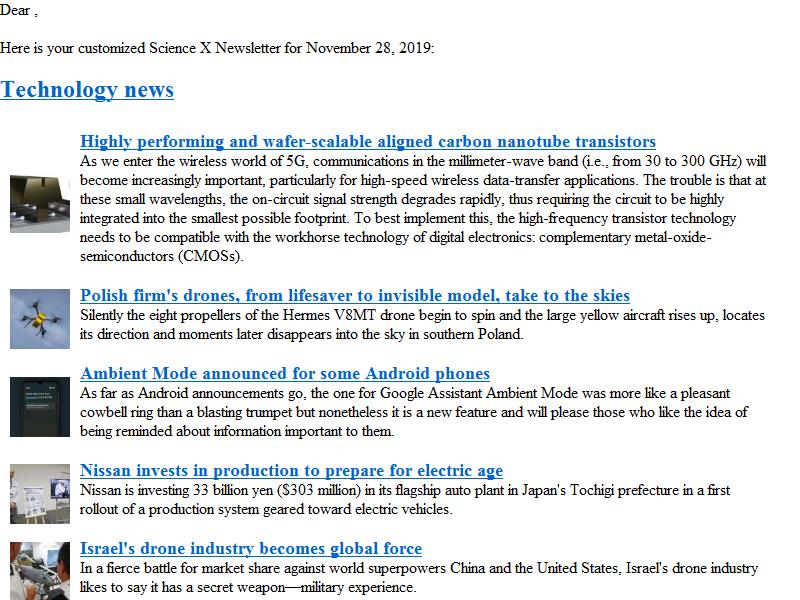 Dear ,
Here is your customized Science X Newsletter for November 28, 2019:
Technology news
Highly performing and wafer-scalable aligned carbon nanotube transistors
As we enter the wireless world of 5G, communications in the millimeter-wave band (i.e., from 30 to 300 GHz) will
become increasingly important, particularly for high-speed wireless data-transfer applications. The trouble is that at
these small wavelengths, the on-circuit signal strength degrades rapidly, thus requiring the circuit to be highly
integrated into the smallest possible footprint. To best implement this, the high-frequency transistor technology
needs to be compatible with the workhorse technology of digital electronics: complementary metal-oxide-
semiconductors (CMOSs).
Polish firm's drones, from lifesaver to invisible model, take to the skies
Silently the eight propellers of the Hermes V8MT drone begin to spin and the large yellow aircraft rises up, locates
its direction and moments later disappears into the sky in southern Poland.
Ambient Mode announced for some Android phones
As far as Android announcements go, the one for Google Assistant Ambient Mode was more like a pleasant
cowbell ring than a blasting trumpet but nonetheless it is a new feature and will please those who like the idea of
being reminded about information important to them.
Nissan invests in production to prepare for electric age
Nissan is investing 33 billion yen ($303 million) in its flagship auto plant in Japan's Tochigi prefecture in a first
rollout of a production system geared toward electric vehicles.
Israel's drone industry becomes global force
In a fierce battle for market share against world superpowers China and the United States, Israel's drone industry
likes to say it has a secret weapon—military experience.